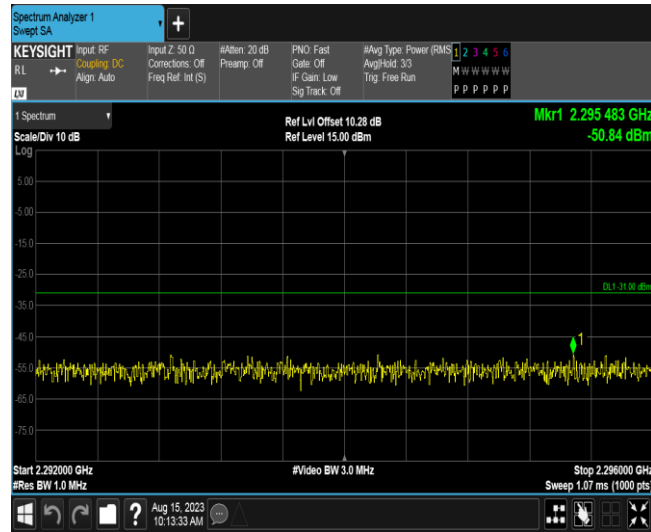 Spectrum Analyzer 1
Swept SA
+
KEYSIGHT
RL
LXI
Input: RF
Coupling: DC
Align: Auto
Input Z: 50 Ω
Corrections: Off
Freq Ref: Int (S)
#Atten: 20 dB
Preamp: Off
PNO: Fast
Gate: Off
IF Gain: Low
Sig Track: Off
#Avg Type: Power (RMS
Avg|Hold: 3/3
Trig: Free Run
1 2 3 4 5 6
M W W W W W
P P P P P P
1 Spectrum
Scale/Div 10 dB
Ref Lvl Offset 10.28 dB
Ref Level 15.00 dBm
Mkr1 2.295 483 GHz
-50.84 dBm
Log
5.00
-5.00
-15.0
-25.0
DL1 -31.00 dBm
-35.0
-45.0
1
-55.0
-65.0
-75.0
Start 2.292000 GHz
#Video BW 3.0 MHz
Stop 2.296000 GHz
#Res BW 1.0 MHz
Sweep 1.07 ms (1000 pts)
?
Aug 15, 2023
10:13:33 AM